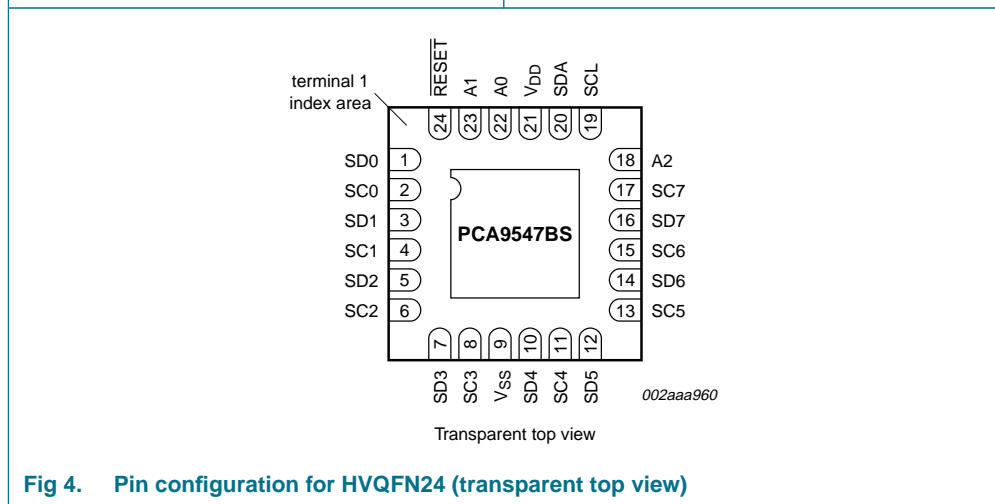 RESET
A1
A0
VDD
SDA
SCL
terminal 1
index area
24
23
22
21
20
19
SD0 1
18 A2
SC0 2
17 SC7
SD1 3
16 SD7
PCA9547BS
SC1 4
15 SC6
SD2 5
14 SD6
SC2 6
13 SC5
7
8
9
10
11
12
SD3
SC3
VSS
SD4
SC4
SD5
002aaa960
Transparent top view
Fig 4. Pin configuration for HVQFN24 (transparent top view)